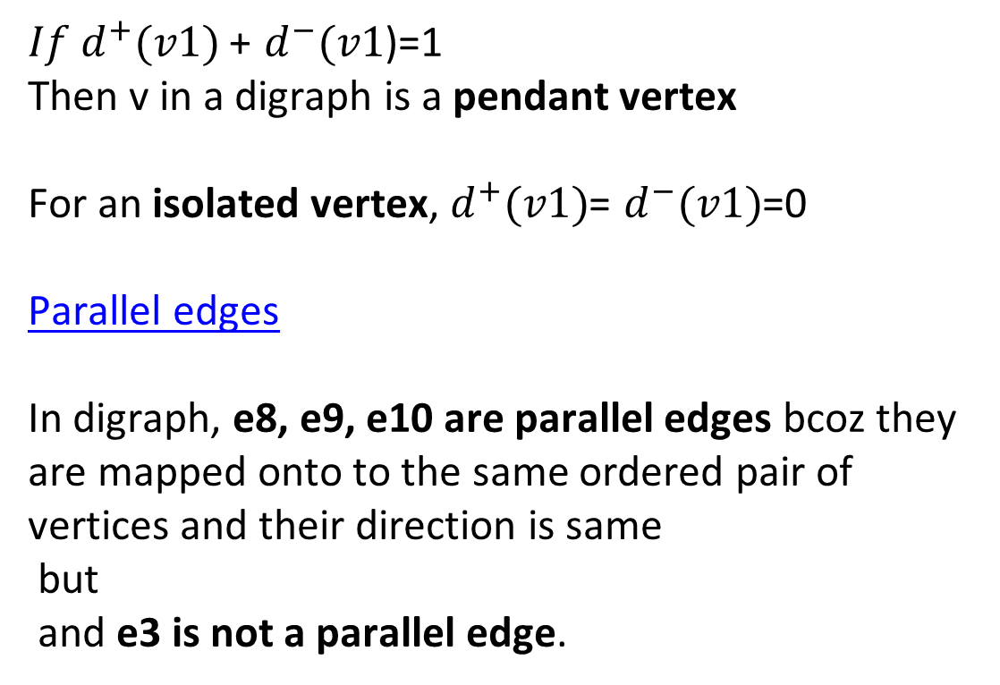 If d⁺(v1) + d⁻(v1)=1
Then v in a digraph is a pendant vertex
For an isolated vertex, d⁺(v1)= d⁻(v1)=0
Parallel edges
In digraph, e8, e9, e10 are parallel edges bcoz they
are mapped onto to the same ordered pair of
vertices and their direction is same
but
and e3 is not a parallel edge.